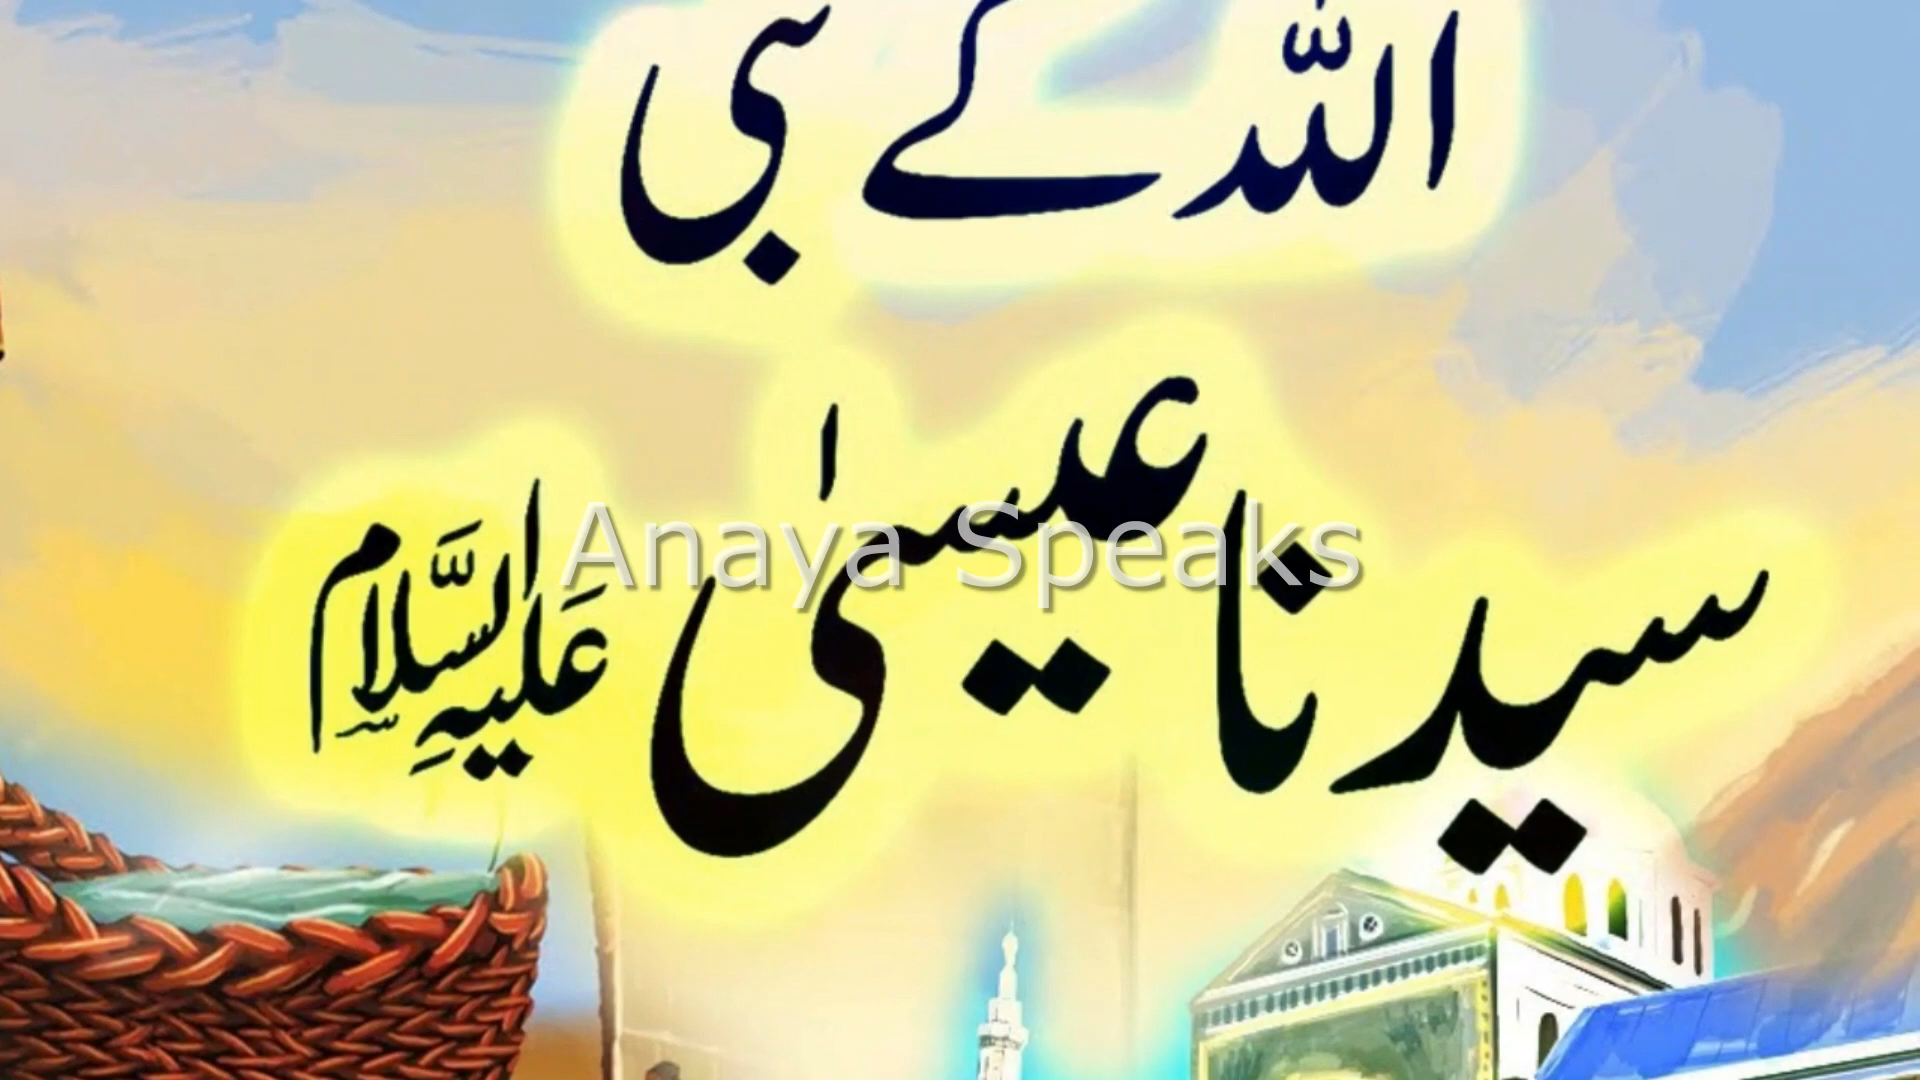 اللہ کے نبی
سیدنا عیسیٰ علیہ السلام
Anaya Speaks